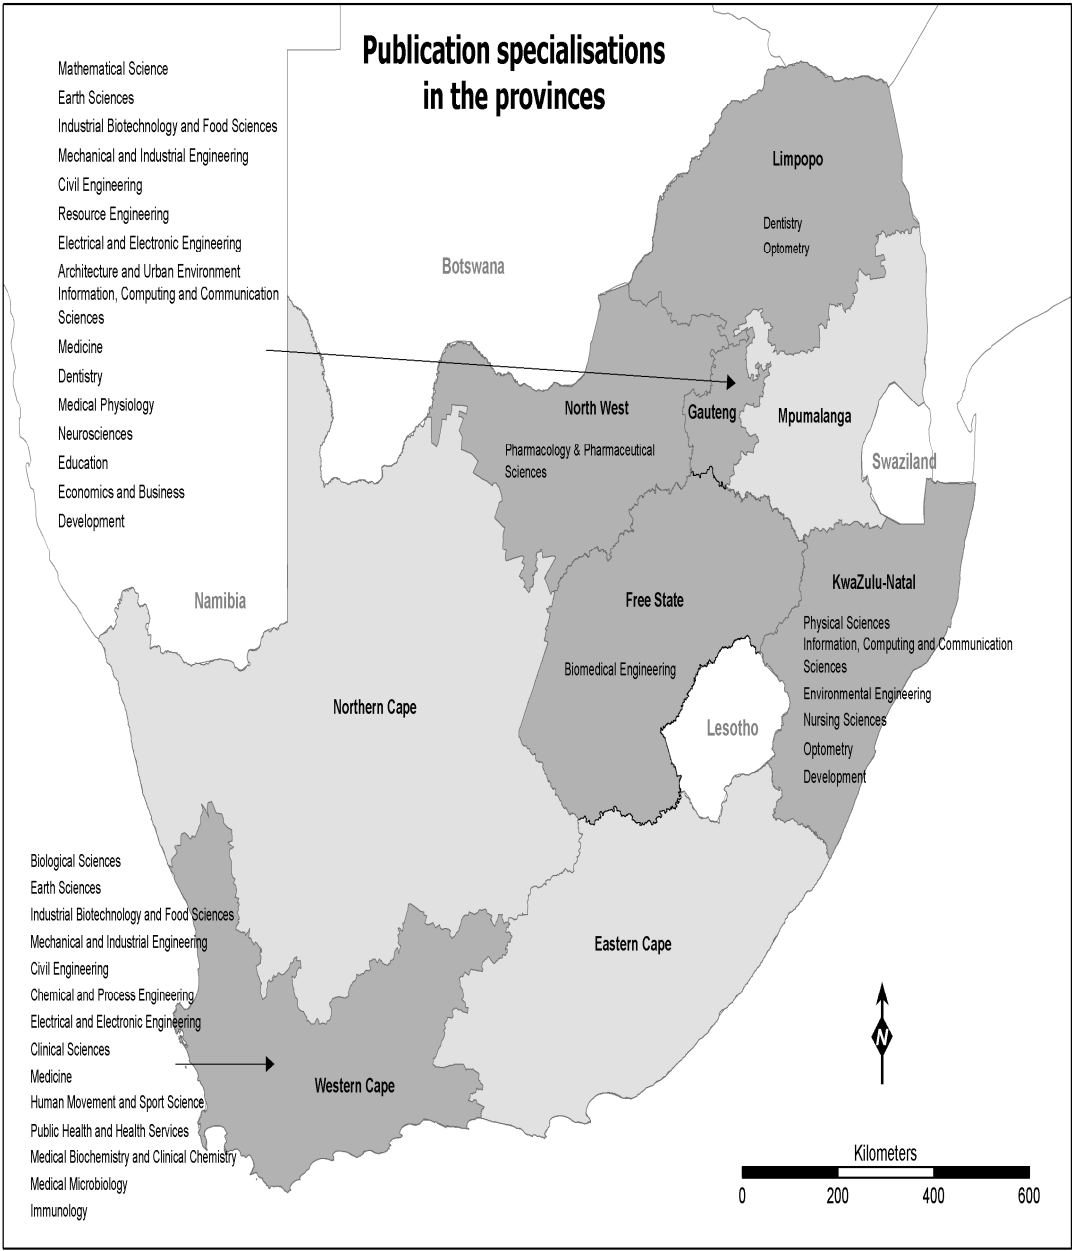 Publication specialisations
in the provinces
Mathematical Science
Earth Sciences
Industrial Biotechnology and Food Sciences
Mechanical and Industrial Engineering
Civil Engineering
Resource Engineering
Electrical and Electronic Engineering
Architecture and Urban Environment
Information, Computing and Communication
Sciences
Medicine
Dentistry
Medical Physiology
Neurosciences
Education
Economics and Business
Development
Limpopo
Dentistry
Optometry
Botswana
North West
Pharmacology & Pharmaceutical
Sciences
Gauteng
Mpumalanga
Swaziland
Namibia
Free State
Biomedical Engineering
KwaZulu-Natal
Physical Sciences
Information, Computing and Communication
Sciences
Environmental Engineering
Nursing Sciences
Optometry
Development
Northern Cape
Lesotho
Biological Sciences
Earth Sciences
Industrial Biotechnology and Food Sciences
Mechanical and Industrial Engineering
Civil Engineering
Chemical and Process Engineering
Electrical and Electronic Engineering
Clinical Sciences
Medicine
Human Movement and Sport Science
Public Health and Health Services
Medical Biochemistry and Clinical Chemistry
Medical Microbiology
Immunology
Eastern Cape
Western Cape
N
Kilometers
0 200 400 600